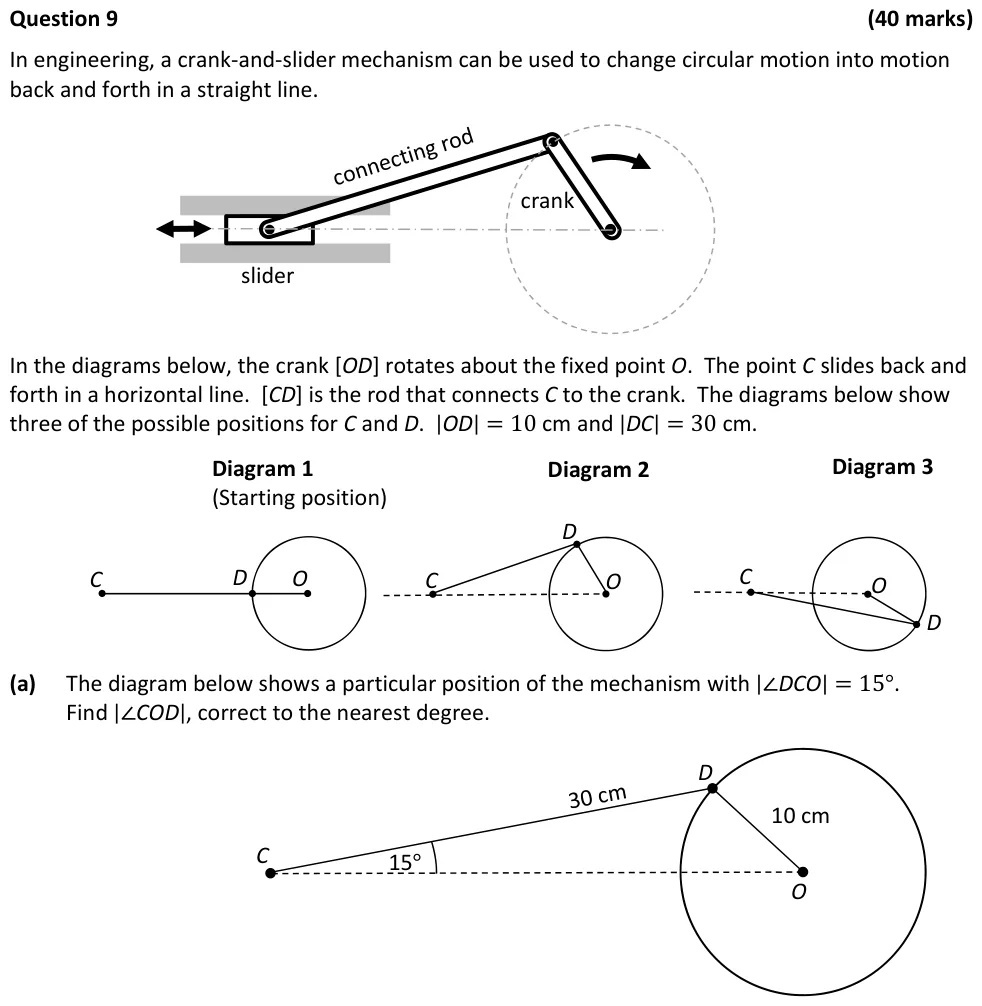 Question 9 (40 marks)
In engineering, a crank-and-slider mechanism can be used to change circular motion into motion
back and forth in a straight line.
connecting rod
crank
slider
In the diagrams below, the crank [OD] rotates about the fixed point O. The point C slides back and
forth in a horizontal line. [CD] is the rod that connects C to the crank. The diagrams below show
three of the possible positions for C and D. |OD| = 10 cm and |DC| = 30 cm.
Diagram 1 Diagram 2 Diagram 3
(Starting position)
C D O
C D O
C O D
(a) The diagram below shows a particular position of the mechanism with |∠DCO| = 15°.
Find |∠COD|, correct to the nearest degree.
D
30 cm
10 cm
C
15°
O